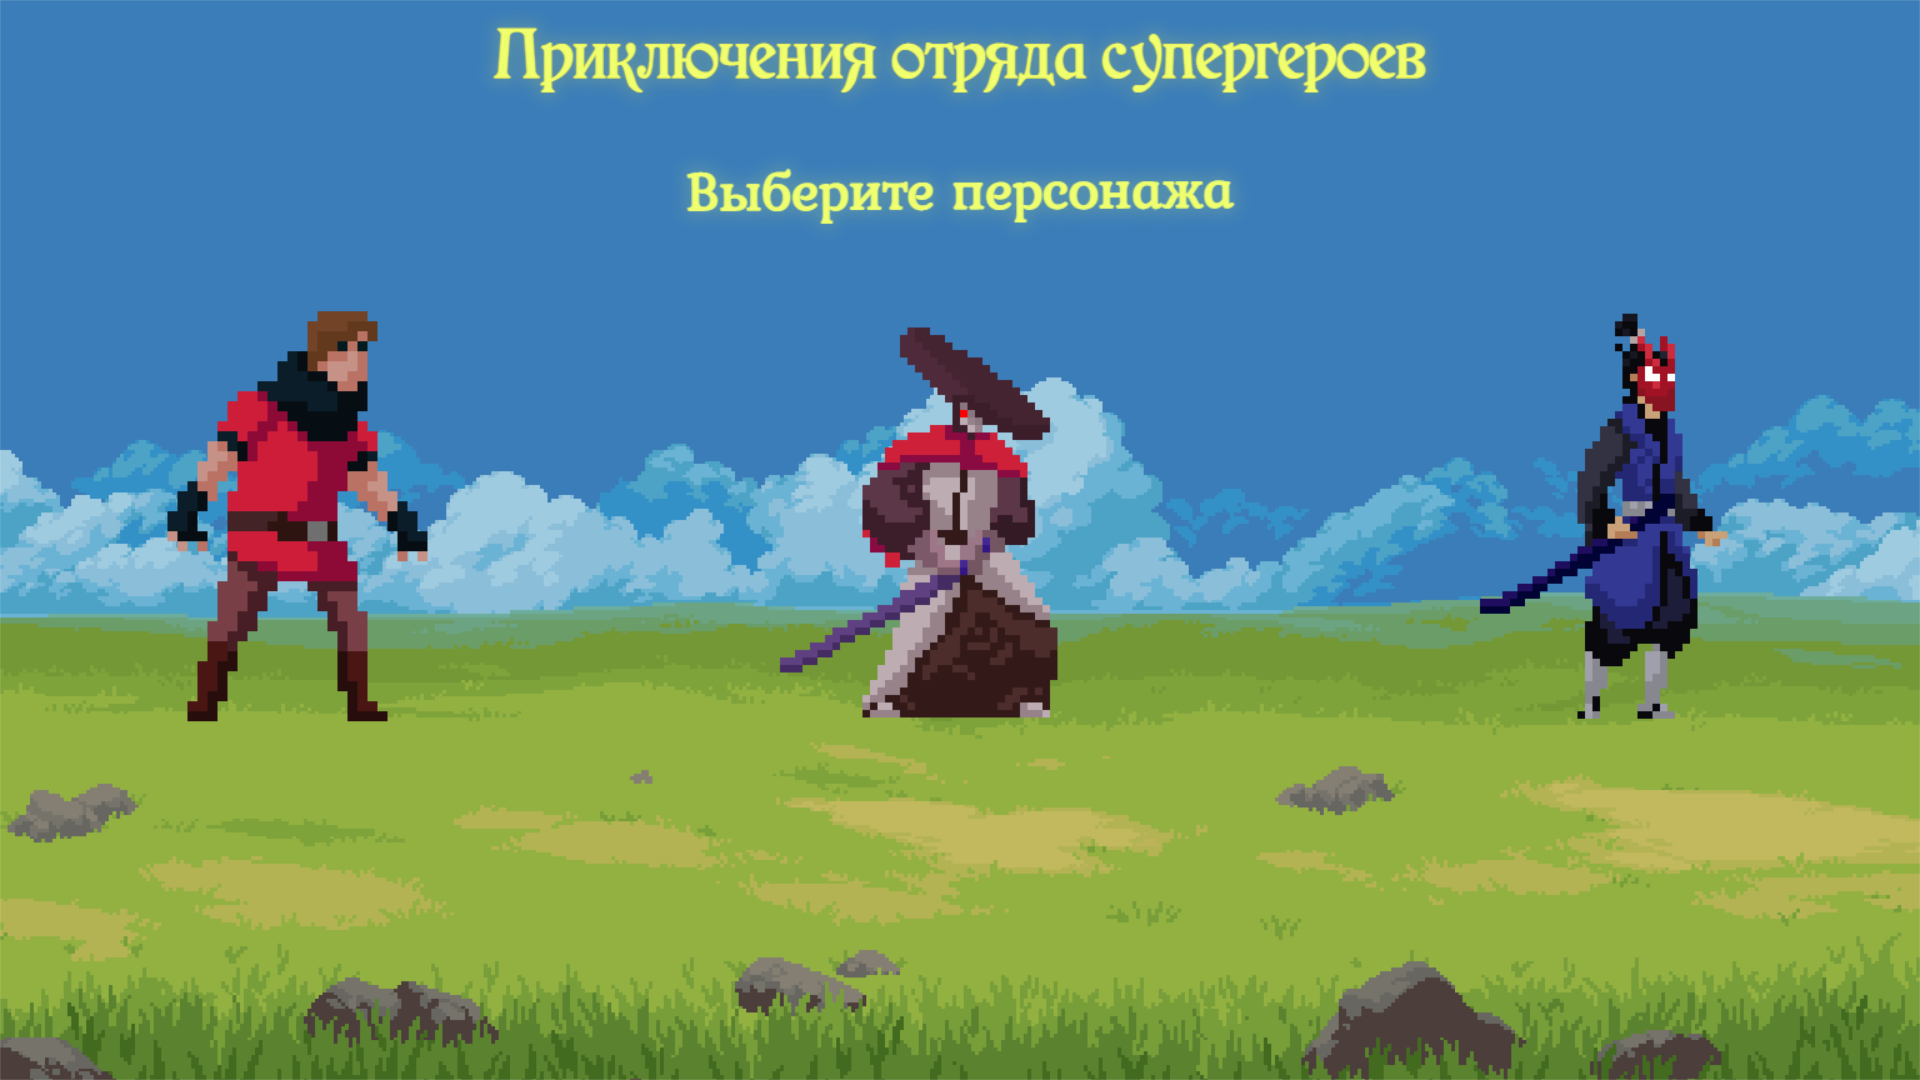 Приключения отряда супергероев
Выберите персонажа